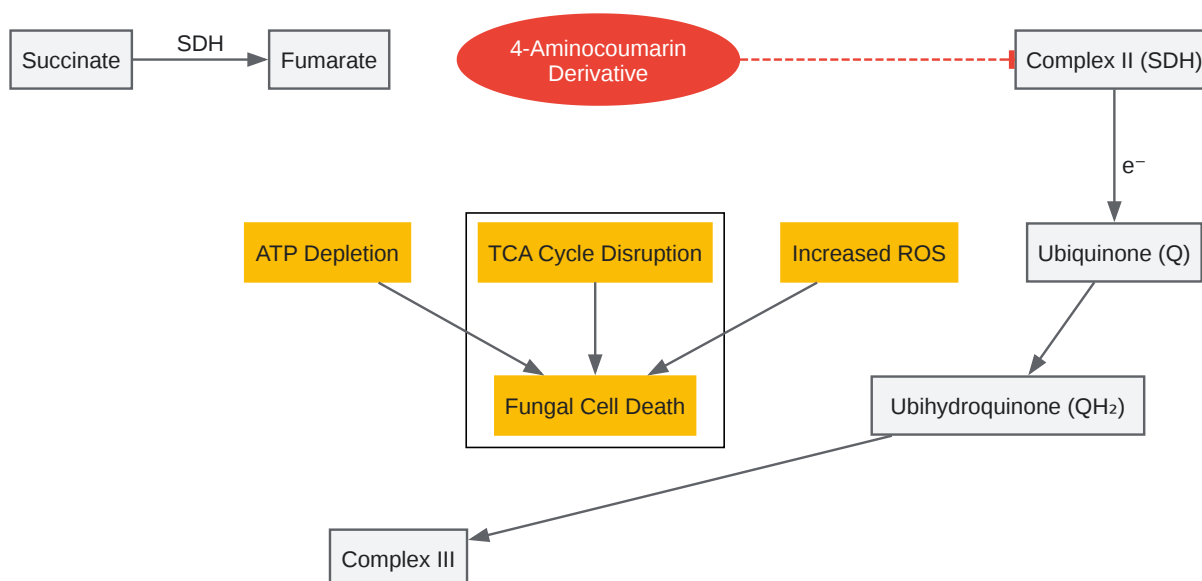 SDH
Succinate
Fumarate
4-Aminocoumarin
Derivative
Complex II (SDH)
e⁻
ATP Depletion
TCA Cycle Disruption
Increased ROS
Ubiquinone (Q)
Fungal Cell Death
Ubihydroquinone (QH₂)
Complex III